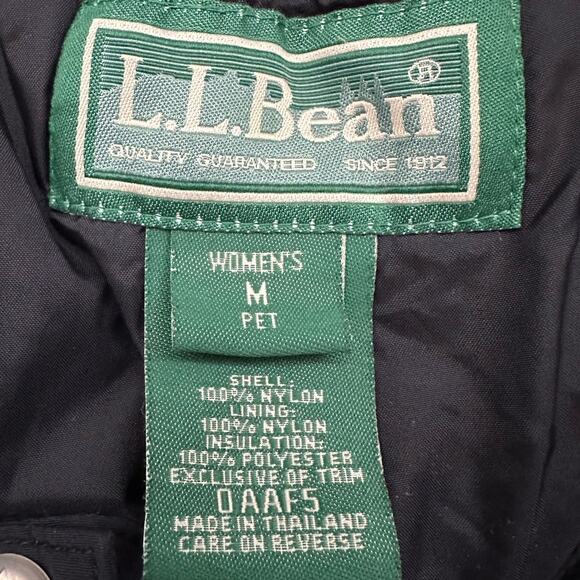 L.L.Bean
QUALITY GUARANTEED SINCE 1912
WOMEN'S
M
PET
SHELL:
100% NYLON
LINING:
100% NYLON
INSULATION:
100% POLYESTER
EXCLUSIVE OF TRIM
0AAF5
MADE IN THAILAND
CARE ON REVERSE